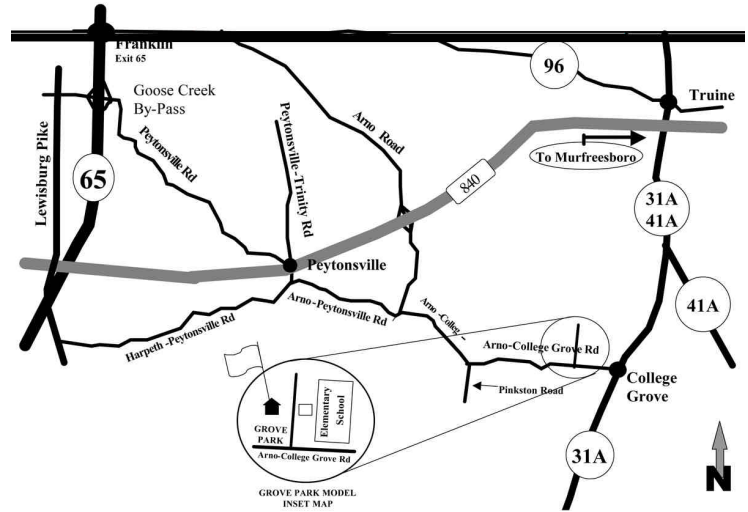 Franklin
Exit 65
96
Goose Creek
By-Pass
Truine
Peytonsville Rd
Peytonsville -Trinity Rd
Arno Road
To Murfreesboro
Lewisburg Pike
65
840
31A
41A
Peytonsville
41A
Arno-Peytonsville Rd
Arno -Colleg
Harpeth -Peytonsville Rd
Arno-College Grove Rd
College
Grove
Pinkston Road
Elementary
School
GROVE
PARK
Arno-College Grove Rd
31A
N
GROVE PARK MODEL
INSET MAP